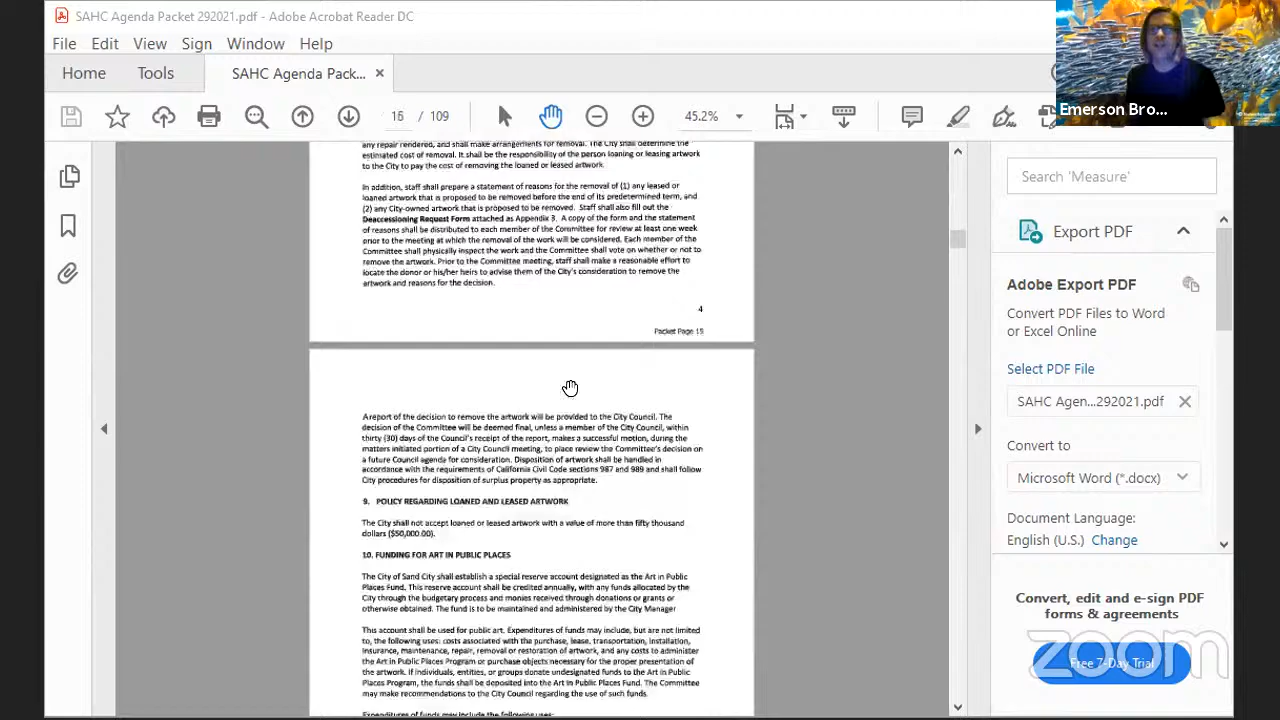 SAHC Agenda Packet 292021.pdf - Adobe Acrobat Reader DC
File Edit View Sign Window Help
Home Tools SAHC Agenda Pack... ×
16 / 109 45.2%
Emerson Bro...
any repair rendered, and shall make arrangements for removal. The City shall determine the
estimated cost of removal. It shall be the responsibility of the person loaning or leasing artwork
to the City to pay the cost of removing the loaned or leased artwork.
In addition, staff shall prepare a statement of reasons for the removal of (1) any leased or
loaned artwork that is proposed to be removed before the end of its predetermined term, and
(2) any City-owned artwork that is proposed to be removed. Staff shall also fill out the
Deaccessioning Request Form attached as Appendix 3. A copy of the form and the statement
of reasons shall be distributed to each member of the Committee for review at least one week
prior to the meeting at which the removal of the work will be considered. Each member of the
Committee shall physically inspect the work and the Committee shall vote on whether or not to
remove the artwork. Prior to the Committee meeting, staff shall make a reasonable effort to
locate the donor or his/her heirs to advise them of the City's consideration to remove the
artwork and reasons for the decision.
4
Packet Page 15
A report of the decision to remove the artwork will be provided to the City Council. The
decision of the Committee will be deemed final, unless a member of the City Council, within
thirty (30) days of the Council's receipt of the report, makes a successful motion, during the
matters initiated portion of a City Council meeting, to place review the Committee's decision on
a future Council agenda for consideration. Disposition of artwork shall be handled in
accordance with the requirements of California Civil Code sections 987 and 989 and shall follow
City procedures for disposition of surplus property as appropriate.
9. POLICY REGARDING LOANED AND LEASED ARTWORK
The City shall not accept loaned or leased artwork with a value of more than fifty thousand
dollars ($50,000.00).
10. FUNDING FOR ART IN PUBLIC PLACES
The City of Sand City shall establish a special reserve account designated as the Art in Public
Places Fund. This reserve account shall be credited annually, with any funds allocated by the
City through the budgetary process and monies received through donations or grants or
otherwise obtained. The fund is to be maintained and administered by the City Manager
This account shall be used for public art. Expenditures of funds may include, but are not limited
to, the following uses: costs associated with the purchase, lease, transportation, installation,
insurance, maintenance, repair, removal or restoration of artwork, and any costs to administer
the Art in Public Places Program or purchase objects necessary for the proper presentation of
the artwork. If individuals, entities, or groups donate undesignated funds to the Art in Public
Places Program, the funds shall be deposited into the Art in Public Places Fund. The Committee
may make recommendations to the City Council regarding the use of such funds.
Expenditures of funds may include the following uses:
Search 'Measure'
Export PDF
Adobe Export PDF
Convert PDF Files to Word
or Excel Online
Select PDF File
SAHC Agen...292021.pdf ×
Convert to
Microsoft Word (*.docx)
Document Language:
English (U.S.) Change
Convert, edit and e-sign PDF
forms & agreements
Free 7-Day Trial
zoom